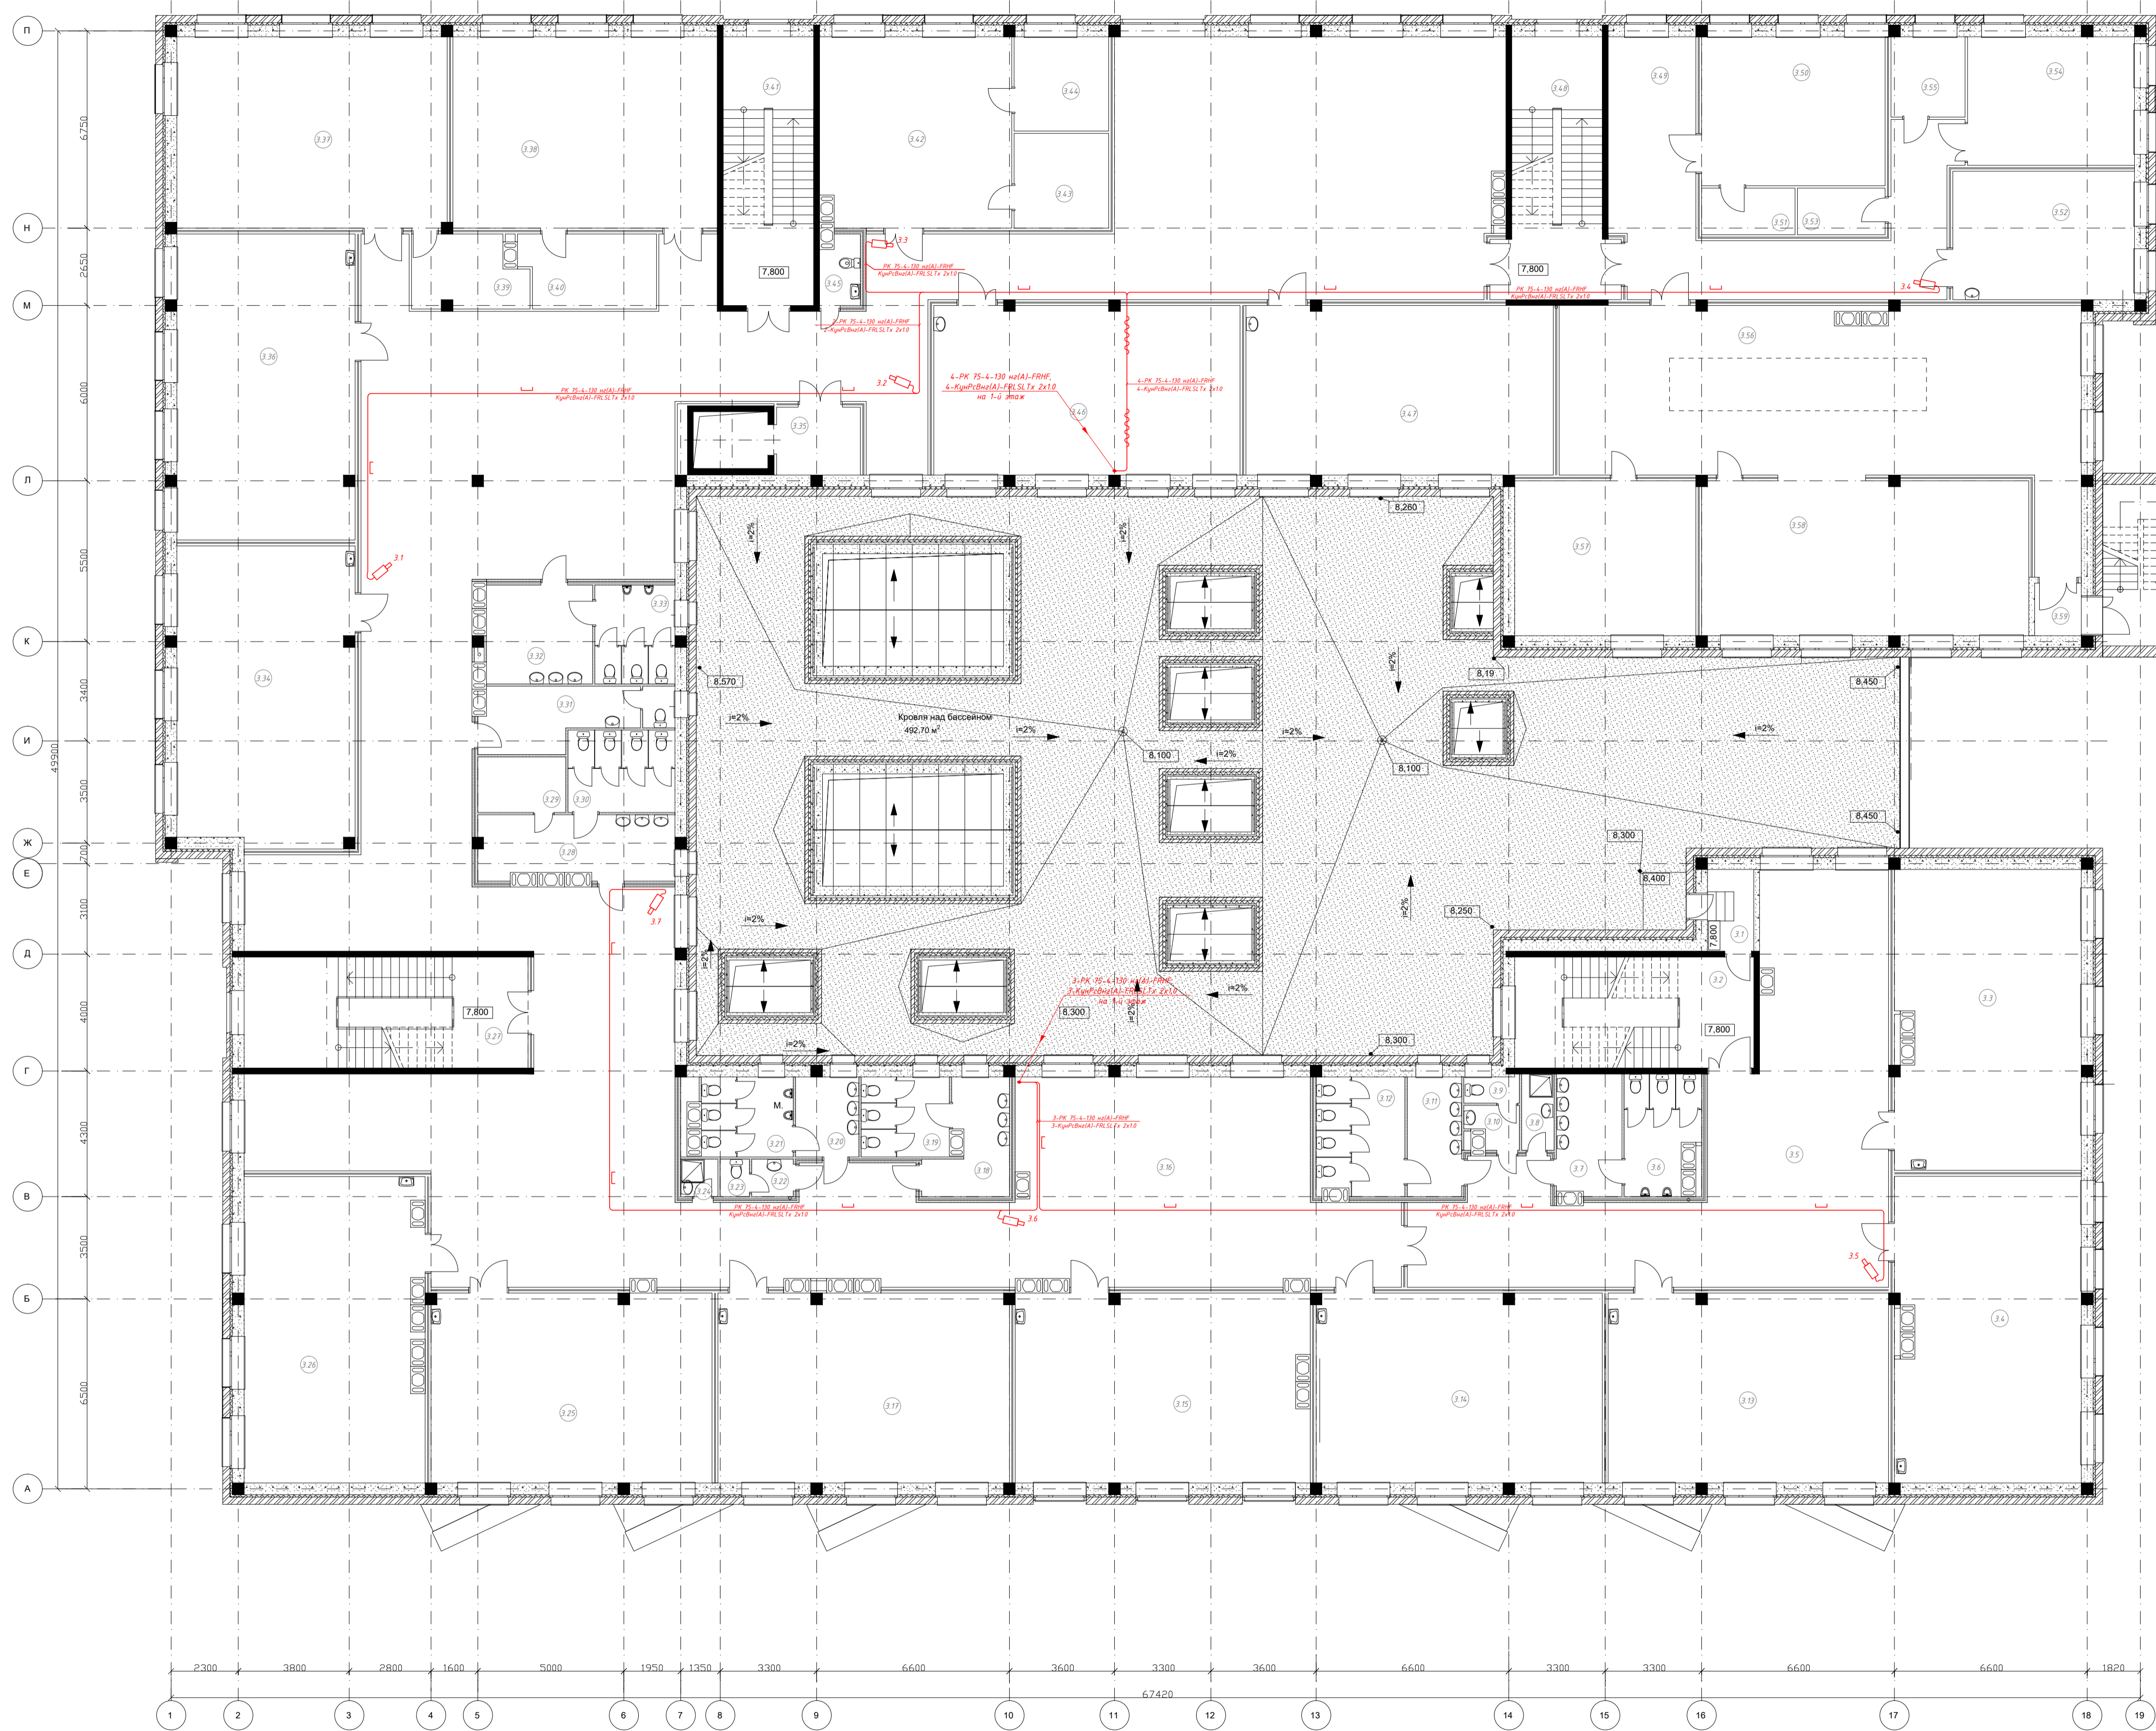 П
Н
М
Л
К
И
Ж
Е
Д
Г
В
Б
А
6750
2650
6000
5500
3400
3500
700
3100
4000
4300
3500
6500
49900
3.37
3.38
3.41
3.42
3.44
3.43
3.48
3.49
3.50
3.55
3.54
3.51
3.53
3.52
3.3
РК 75-4-130 нг(А)-FRHF
КунРсВнг(А)-FRLSLTx 2х1.0
7,800
3.45
7,800
3.39
3.40
РК 75-4-130 нг(А)-FRHF
КунРсВнг(А)-FRLSLTx 2х1.0
3.4
2-РК 75-4-130 нг(А)-FRHF
2-КунРсВнг(А)-FRLSLTx 2х1.0
3.36
3.56
3.2
РК 75-4-130 нг(А)-FRHF
КунРсВнг(А)-FRLSLTx 2х1.0
4-РК 75-4-130 нг(А)-FRHF,
4-КунРсВнг(А)-FRLSLTx 2х1.0
на 1-й этаж
4-РК 75-4-130 нг(А)-FRHF
4-КунРсВнг(А)-FRLSLTx 2х1.0
3.46
3.47
3.35
3.1
8,260
i=2%
i=2%
3.57
3.58
3.59
3.33
3.32
3.34
3.31
8,570
i=2%
8,19
8,450
i=2%
Кровля над бассейном
492.70 м²
i=2%
i=2%
i=2%
i=2%
8,100
8,100
3.29
3.30
3.28
8,450
8,300
8,400
3.7
i=2%
i=2%
8,250
7,800
3.1
i=2%
3.2
3.3
3-РК 75-4-130 нг(А)-FRHF,
3-КунРсВнг(А)-FRLSLTx 2х1.0
на 1-й этаж
i=2%
i=2%
7,800
3.27
8,300
7,800
i=2%
8,300
М.
3.21
3.20
3.19
3.18
3.24
3.23
3.22
3-РК 75-4-130 нг(А)-FRHF
3-КунРсВнг(А)-FRLSLTx 2х1.0
3.16
3.12
3.11
3.9
3.10
3.8
3.7
3.6
3.5
РК 75-4-130 нг(А)-FRHF
КунРсВнг(А)-FRLSLTx 2х1.0
3.6
РК 75-4-130 нг(А)-FRHF
КунРсВнг(А)-FRLSLTx 2х1.0
3.5
3.4
3.26
3.25
3.17
3.15
3.14
3.13
2300
3800
2800
1600
5000
1950
1350
3300
6600
3600
3300
3600
6600
3300
3300
6600
6600
1820
67420
1
2
3
4
5
6
7
8
9
10
11
12
13
14
15
16
17
18
19